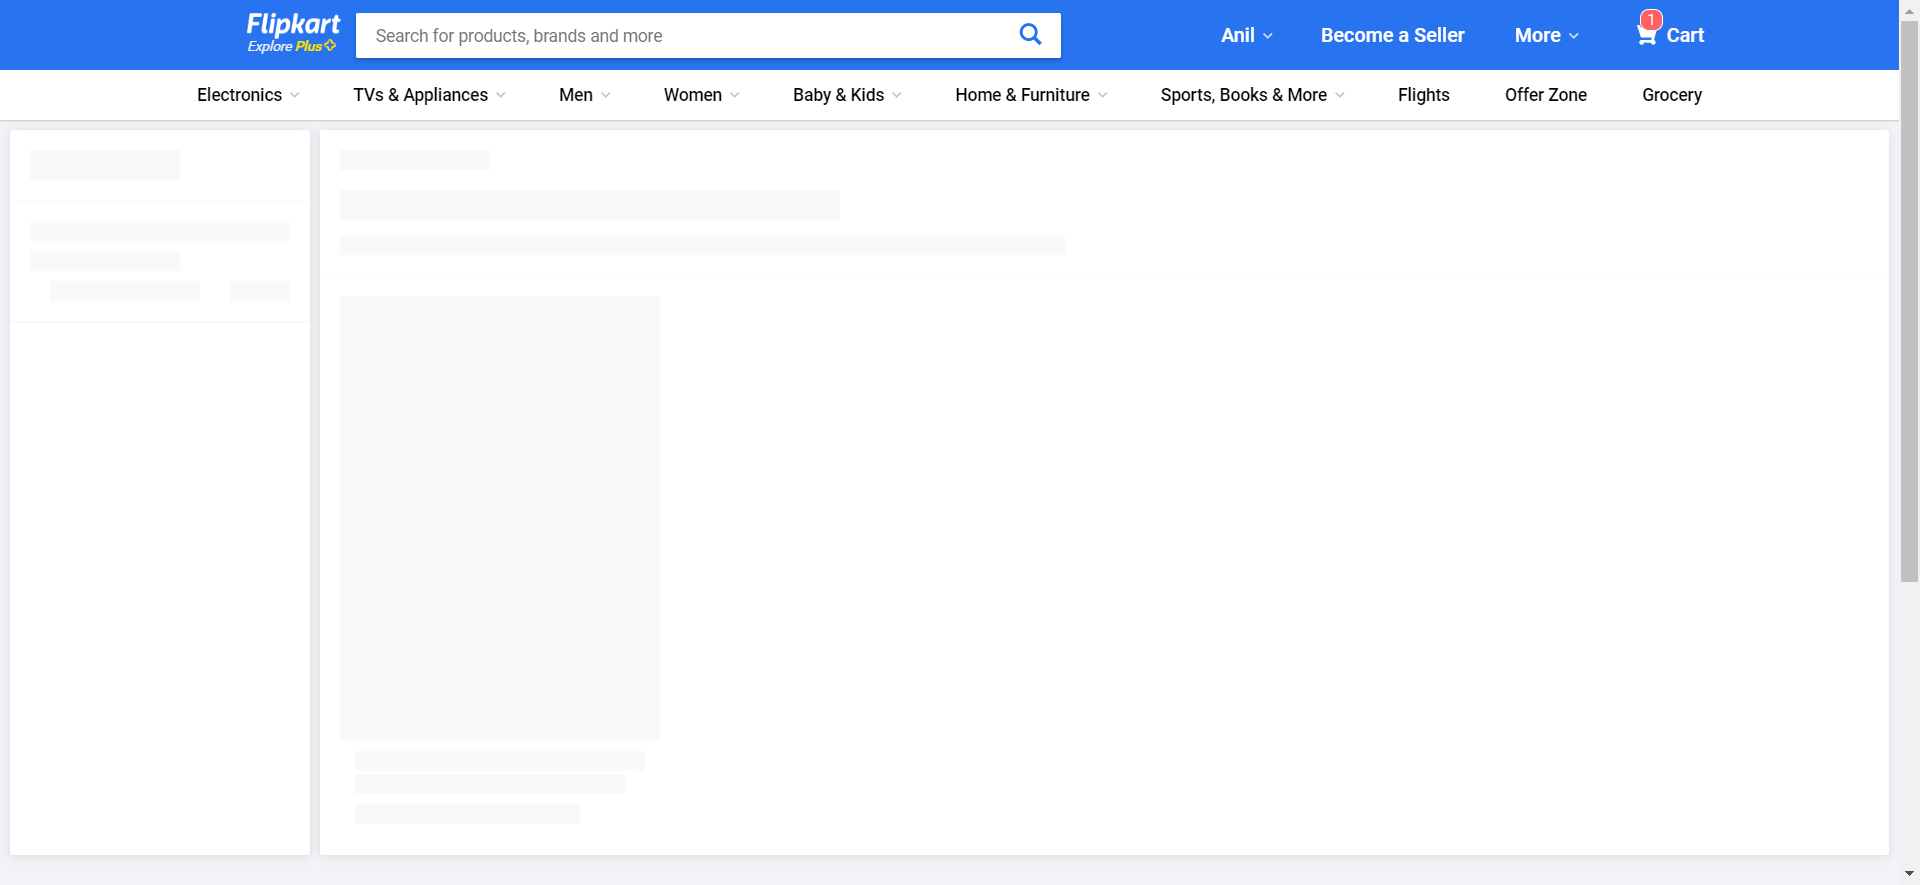 Flipkart
Explore Plus
Search for products, brands and more
Anil
Become a Seller
More
1
Cart
Electronics
TVs & Appliances
Men
Women
Baby & Kids
Home & Furniture
Sports, Books & More
Flights
Offer Zone
Grocery